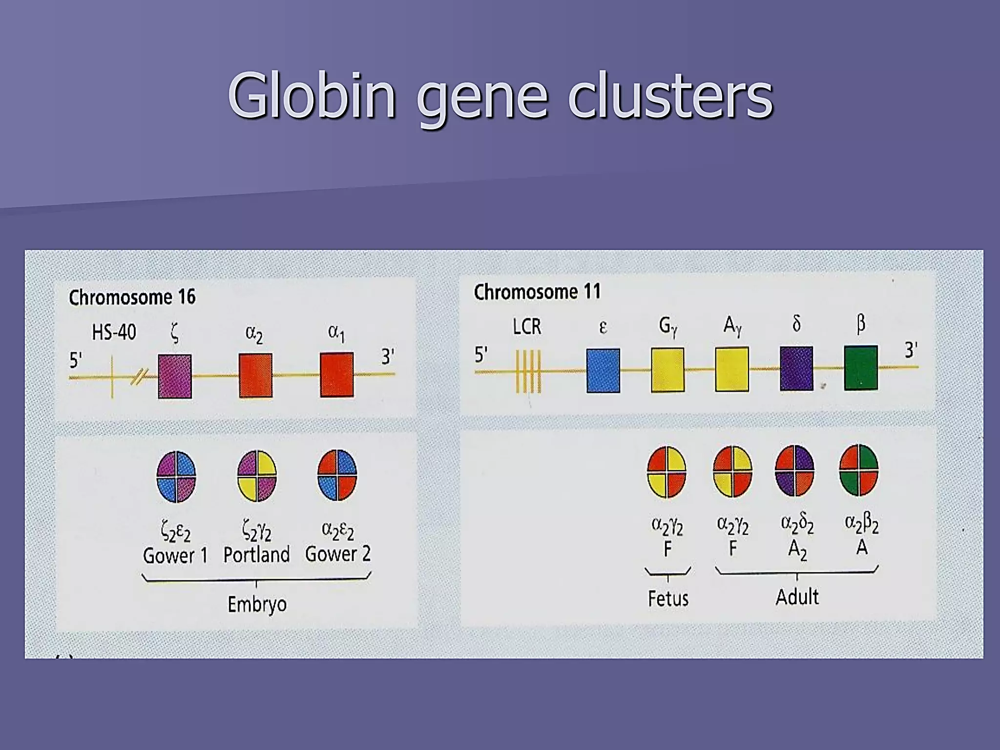 Globin gene clusters
Chromosome 16
HS-40 ζ α2 α1
5' 3'
ζ2ε2 ζ2γ2 α2ε2
Gower 1 Portland Gower 2
Embryo
Chromosome 11
LCR ε Gγ Aγ δ β
5' 3'
α2γ2 α2γ2 α2δ2 α2β2
F F A2 A
Fetus Adult